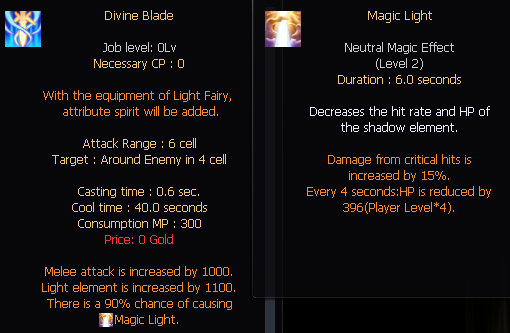 Divine Blade
Job level: 0Lv
Necessary CP : 0
With the equipment of Light Fairy,
attribute spirit will be added.
Attack Range : 6 cell
Target : Around Enemy in 4 cell
Casting time : 0.6 sec.
Cool time : 40.0 seconds
Consumption MP : 300
Price: 0 Gold
Melee attack is increased by 1000.
Light element is increased by 1100.
There is a 90% chance of causing
Magic Light.
Magic Light
Neutral Magic Effect
(Level 2)
Duration : 6.0 seconds
Decreases the hit rate and HP of
the shadow element.
Damage from critical hits is
increased by 15%.
Every 4 seconds:HP is reduced by
396(Player Level*4).